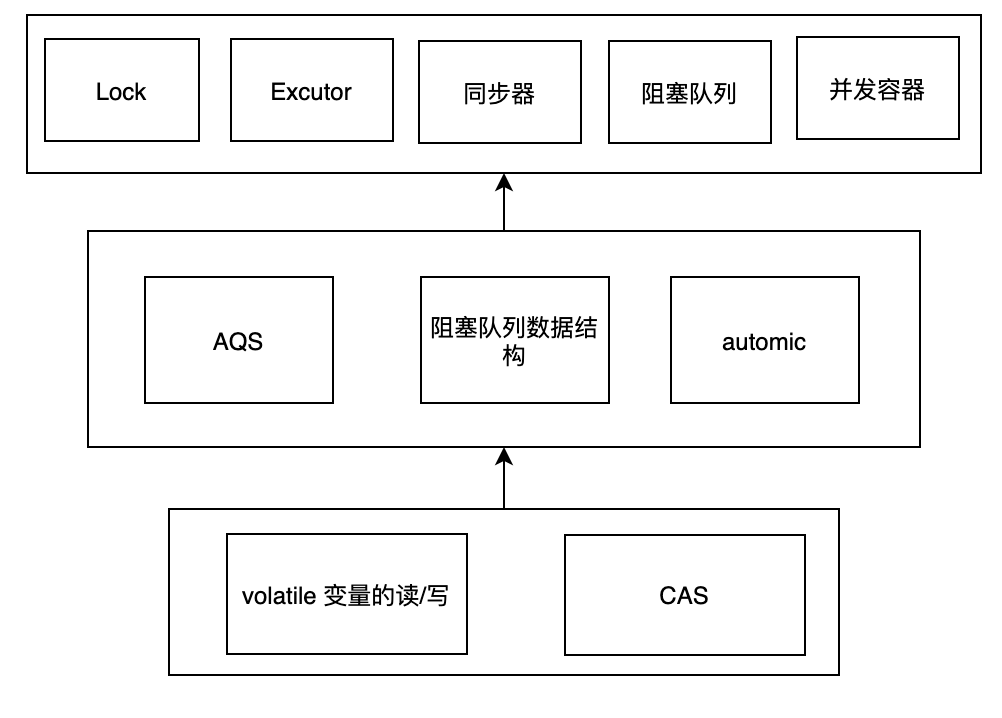 Lock
Excutor
同步器
阻塞队列
并发容器
AQS
阻塞队列数据结
构
automic
volatile 变量的读/写
CAS